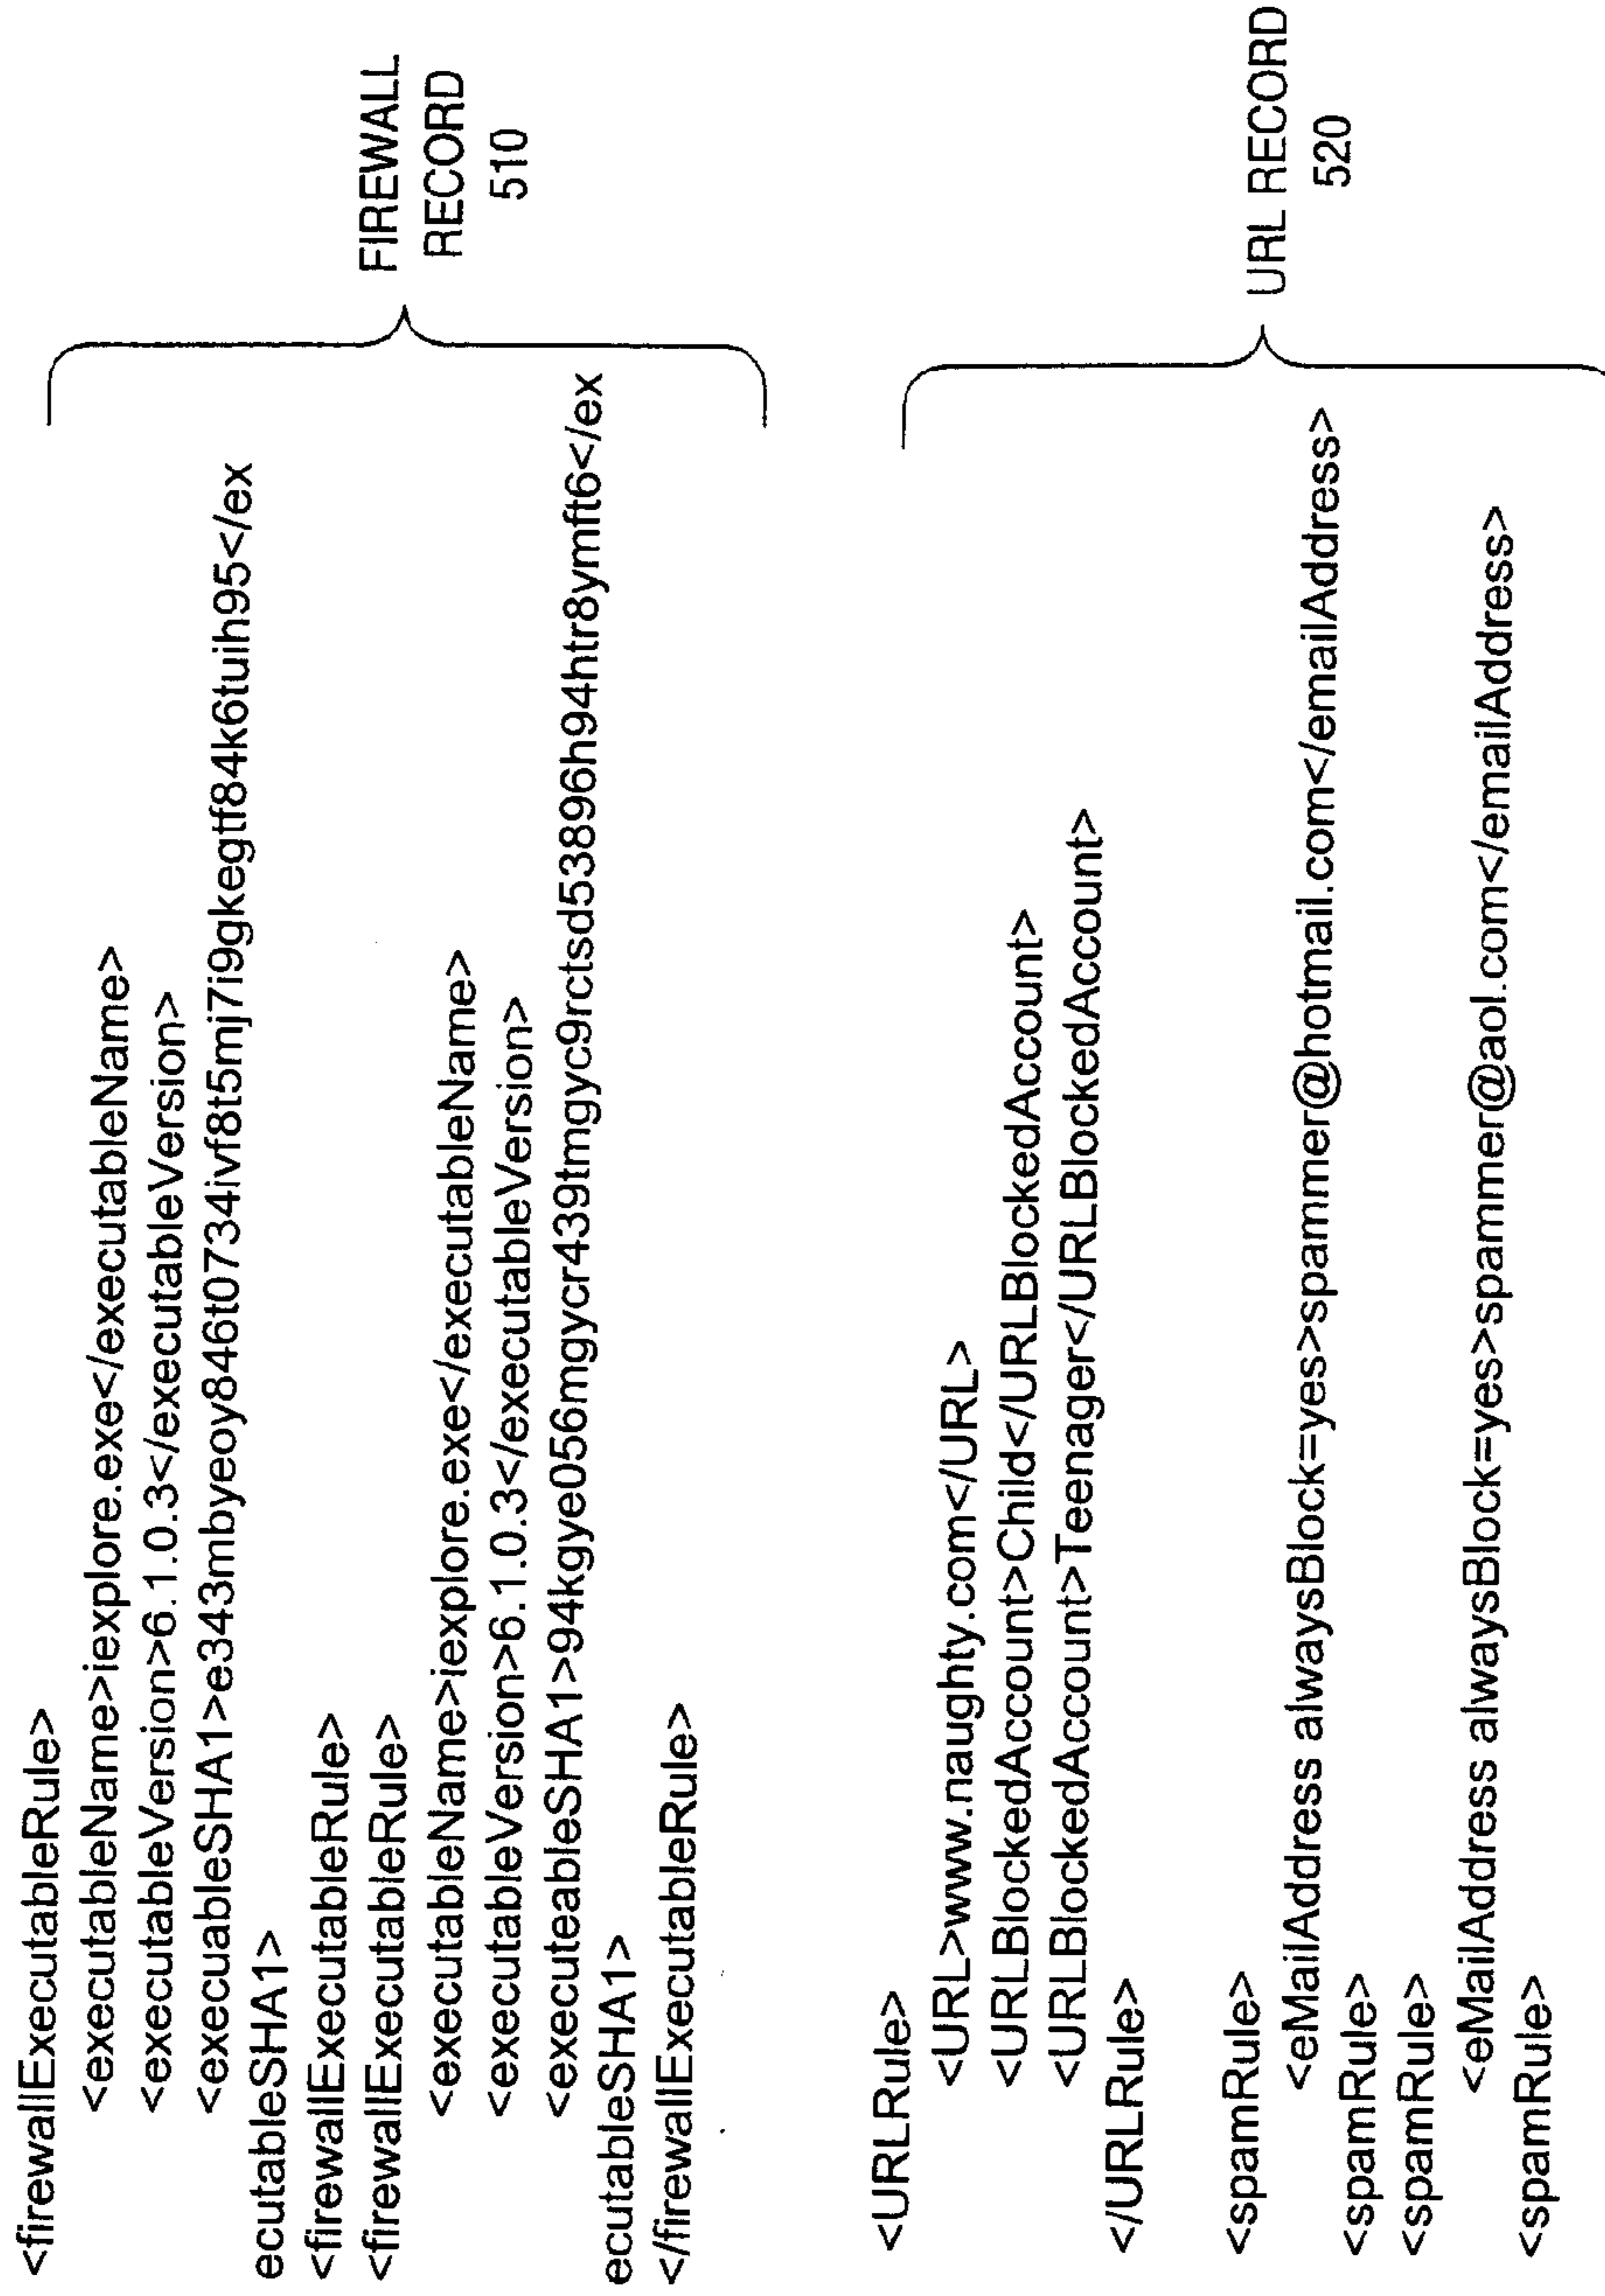 <firewallExecutableRule>
<executableName>iexplore.exe</executableName>
<executableVersion>6.1.0.3</executableVersion>
<execuableSHA1>e343mbyeoy846t0734ivf8t5mj7i9gkegtf84k6tuih95</ex
ecutableSHA1>
<firewallExecutableRule>
<firewallExecutableRule>
<executableName>iexplore.exe</executableName>
<executableVersion>6.1.0.3</executableVersion>
<executeableSHA1>94kgye056mgycr439tmgyc9rctsd53896h94htr8ymft6</ex
ecutableSHA1>
</firewallExecutableRule>
FIREWALL
RECORD
510
<URLRule>
<URL>www.naughty.com</URL>
<URLBlockedAccount>Child</URLBlockedAccount>
<URLBlockedAccount>Teenager</URLBlockedAccount>
</URLRule>
<spamRule>
<eMailAddress alwaysBlock=yes>spammer@hotmail.com</emailAddress>
<spamRule>
<spamRule>
<eMailAddress alwaysBlock=yes>spammer@aol.com</emailAddress>
<spamRule>
URL RECORD
520